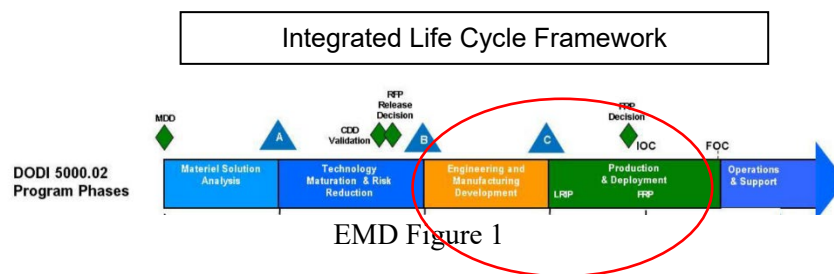 Integrated Life Cycle Framework
MDD
CDD
Validation
RFP
Release
Decision
FRP
Decision
IOC
FOC
A
B
C
DODI 5000.02
Program Phases
Materiel Solution
Analysis
Technology
Maturation & Risk
Reduction
Engineering and
Manufacturing
Development
Production
& Deployment
LRIP
FRP
Operations
& Support
EMD Figure 1